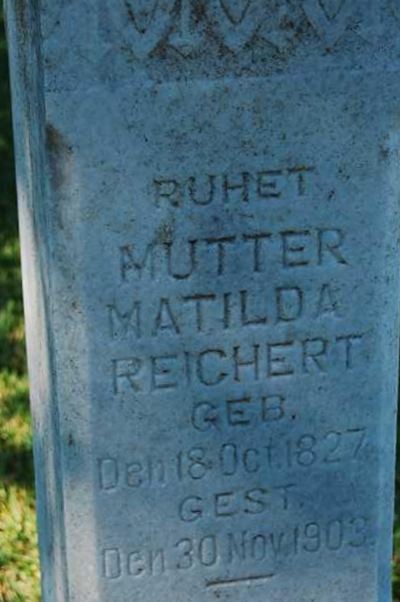 RUHET
MUTTER
MATILDA
REICHERT
GEB.
Den 18 Oct. 1827
GEST.
Den 30 Nov. 1903